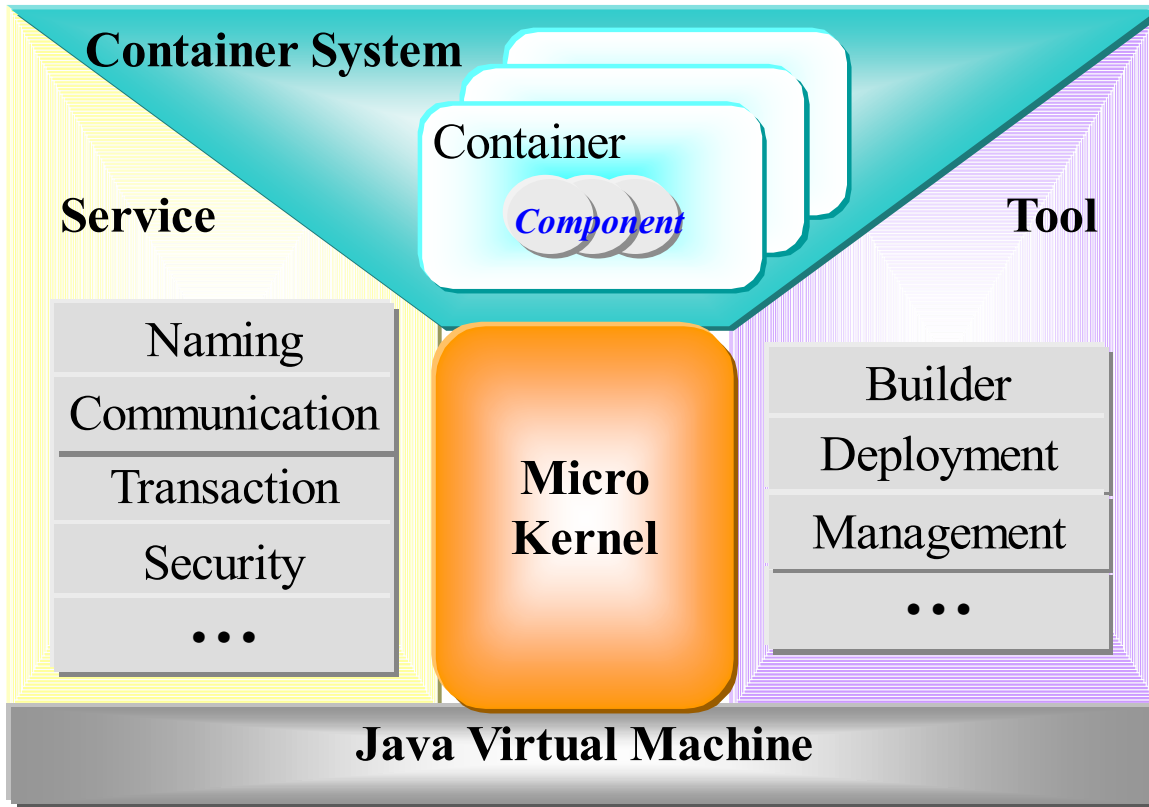 Container System
Container
Component
Service
Naming
Communication
Transaction
Security
...
Micro
Kernel
Tool
Builder
Deployment
Management
...
Java Virtual Machine